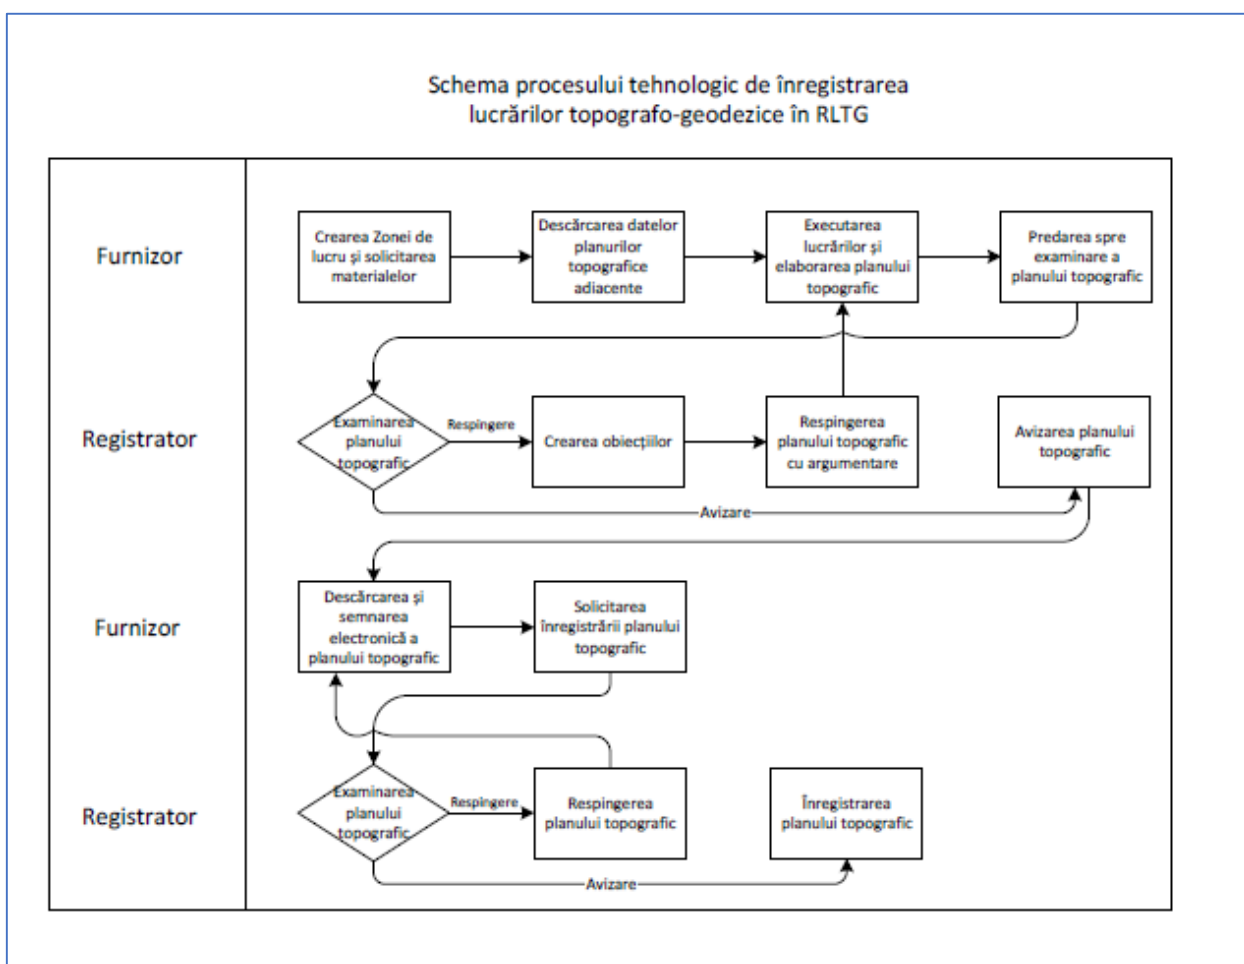 Schema procesului tehnologic de înregistrarea
lucrărilor topografo-geodezice în RLTG
Furnizor
Crearea Zonei de
lucru și solicitarea
materialelor
Descărcarea datelor
planurilor
topografice
adiacente
Executarea
lucrărilor și
elaborarea planului
topografic
Predarea spre
examinare a
planului topografic
Registrator
Examinarea
planului
topografic
Respingere
Crearea obiecțiilor
Respingerea
planului topografic
cu argumentare
Avizarea planului
topografic
Avizare
Furnizor
Descărcarea și
semnarea
electronică a
planului topografic
Solicitarea
înregistrării planului
topografic
Registrator
Examinarea
planului
topografic
Respingere
Respingerea
planului topografic
Înregistrarea
planului topografic
Avizare